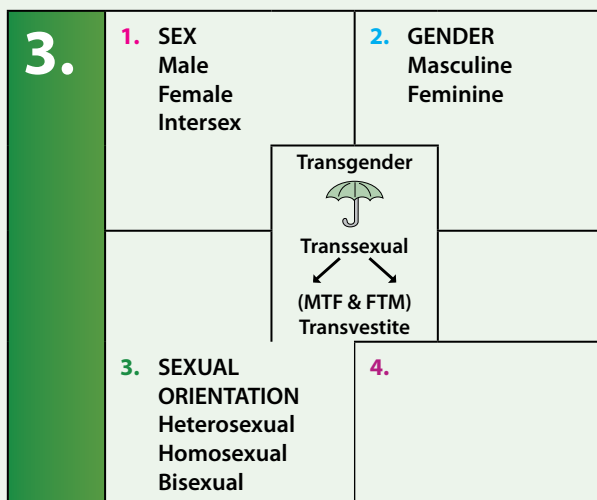 3.
1. SEX
Male
Female
Intersex
2. GENDER
Masculine
Feminine
Transgender
Transsexual
(MTF & FTM)
Transvestite
3. SEXUAL
ORIENTATION
Heterosexual
Homosexual
Bisexual
4.